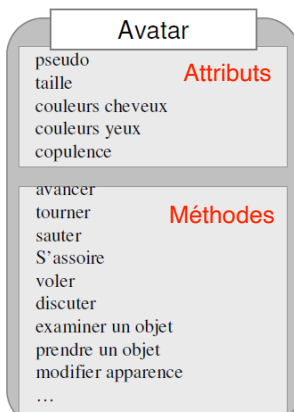 Avatar
pseudo
Attributs
taille
couleurs cheveux
couleurs yeux
copulence
avancer
tourner
Méthodes
sauter
S'assoire
voler
discuter
examiner un objet
prendre un objet
modifier apparence
…